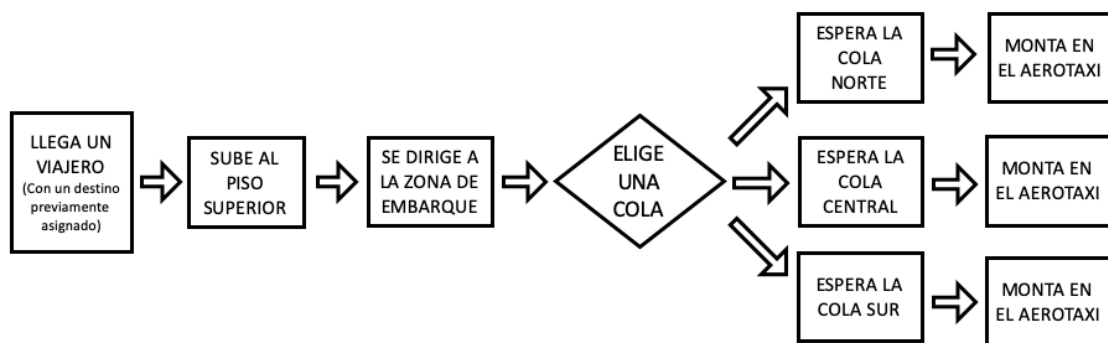 LLEGA UN
VIAJERO
(Con un destino
previamente
asignado)
SUBE AL
PISO
SUPERIOR
SE DIRIGE A
LA ZONA DE
EMBARQUE
ELIGE
UNA
COLA
ESPERA LA
COLA
NORTE
MONTA EN
EL AEROTAXI
ESPERA LA
COLA
CENTRAL
MONTA EN
EL AEROTAXI
ESPERA LA
COLA SUR
MONTA EN
EL AEROTAXI